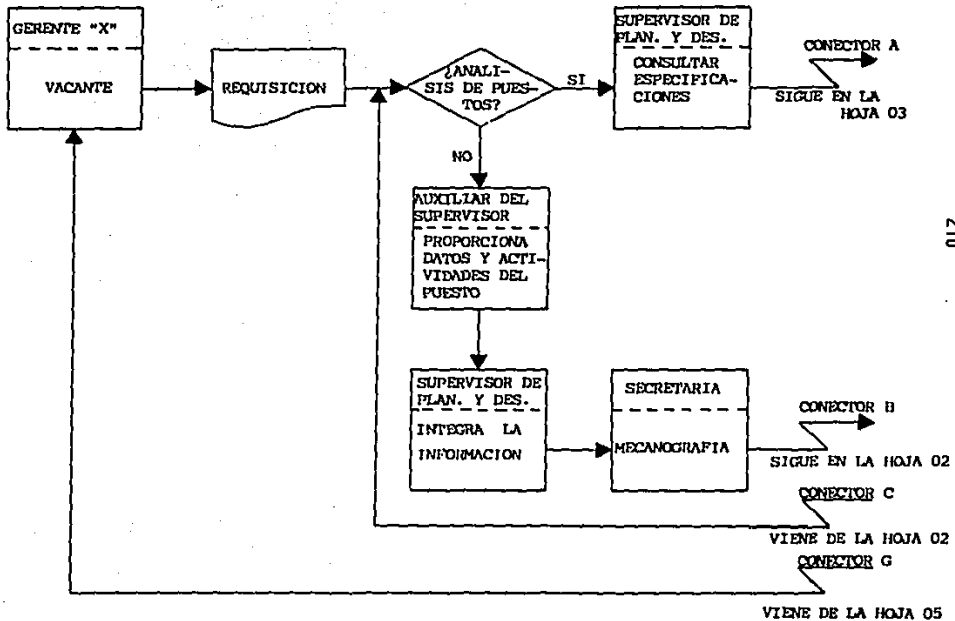 GERENTE "X"
VACANTE
REQUISICION
¿ANALI-
SIS DE PUES-
TOS?
SI
SUPERVISOR DE
PLAN. Y DES.
CONSULTAR
ESPECIFICA-
CIONES
CONECTOR A
SIGUE EN LA
HOJA 03
NO
AUXILIAR DEL
SUPERVISOR
PROPORCIONA
DATOS Y ACTI-
VIDADES DEL
PUESTO
210
SUPERVISOR DE
PLAN. Y DES.
INTEGRA LA
INFORMACION
SECRETARIA
MECANOGRAFIA
CONECTOR B
SIGUE EN LA HOJA 02
CONECTOR C
VIENE DE LA HOJA 02
CONECTOR G
VIENE DE LA HOJA 05